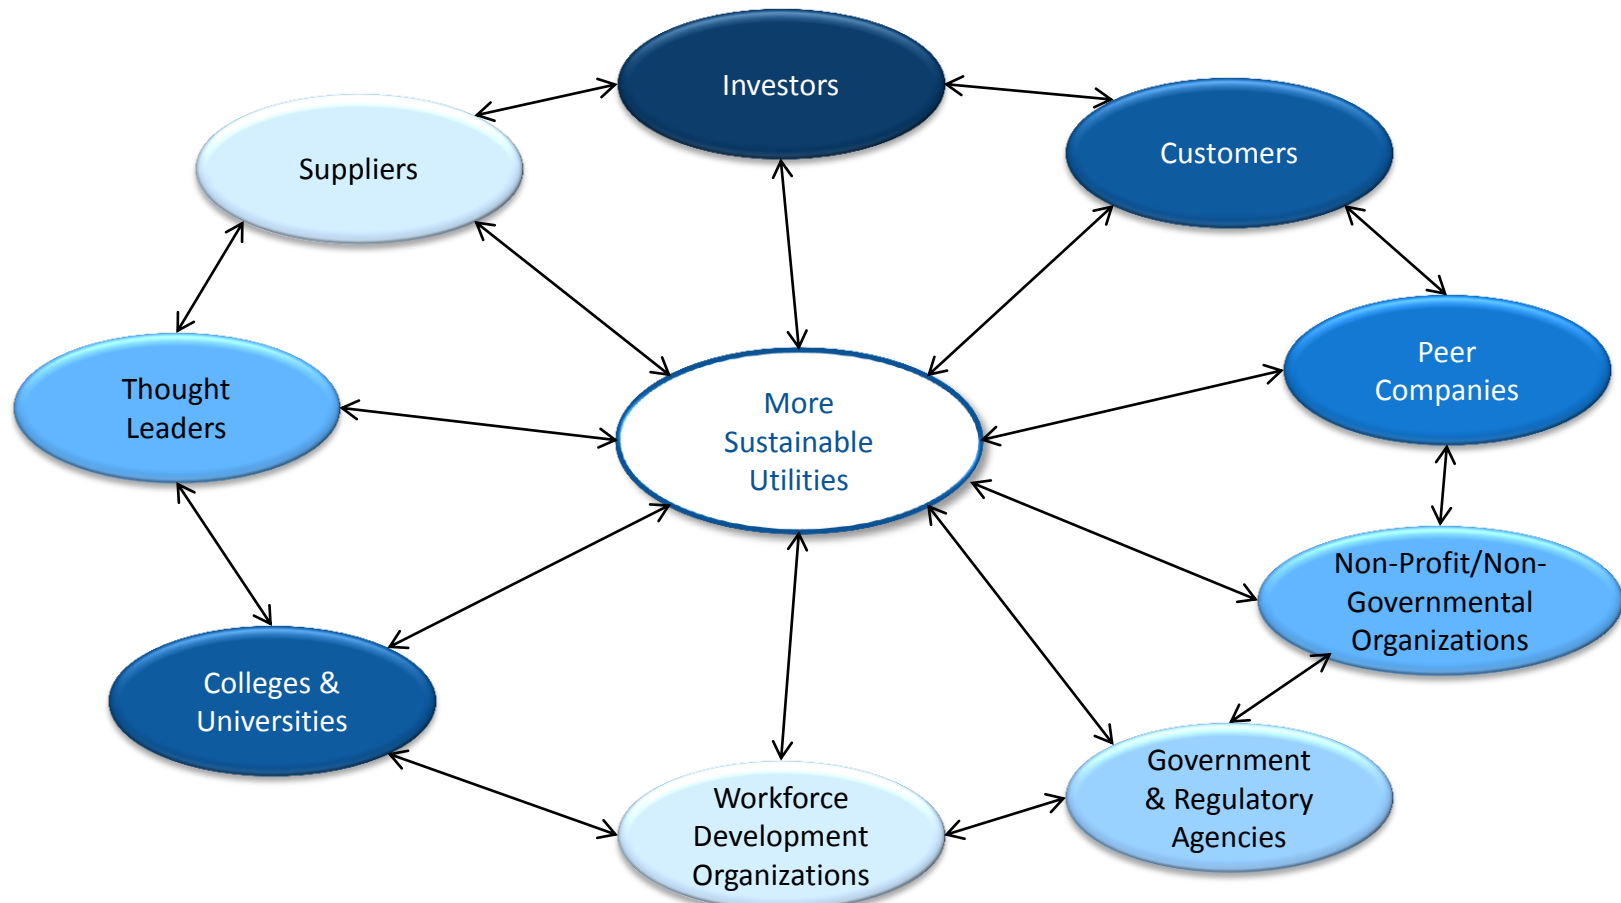 Investors
Customers
Suppliers
Peer
Companies
Thought
Leaders
More
Sustainable
Utilities
Non-Profit/Non-
Governmental
Organizations
Colleges &
Universities
Government
& Regulatory
Agencies
Workforce
Development
Organizations